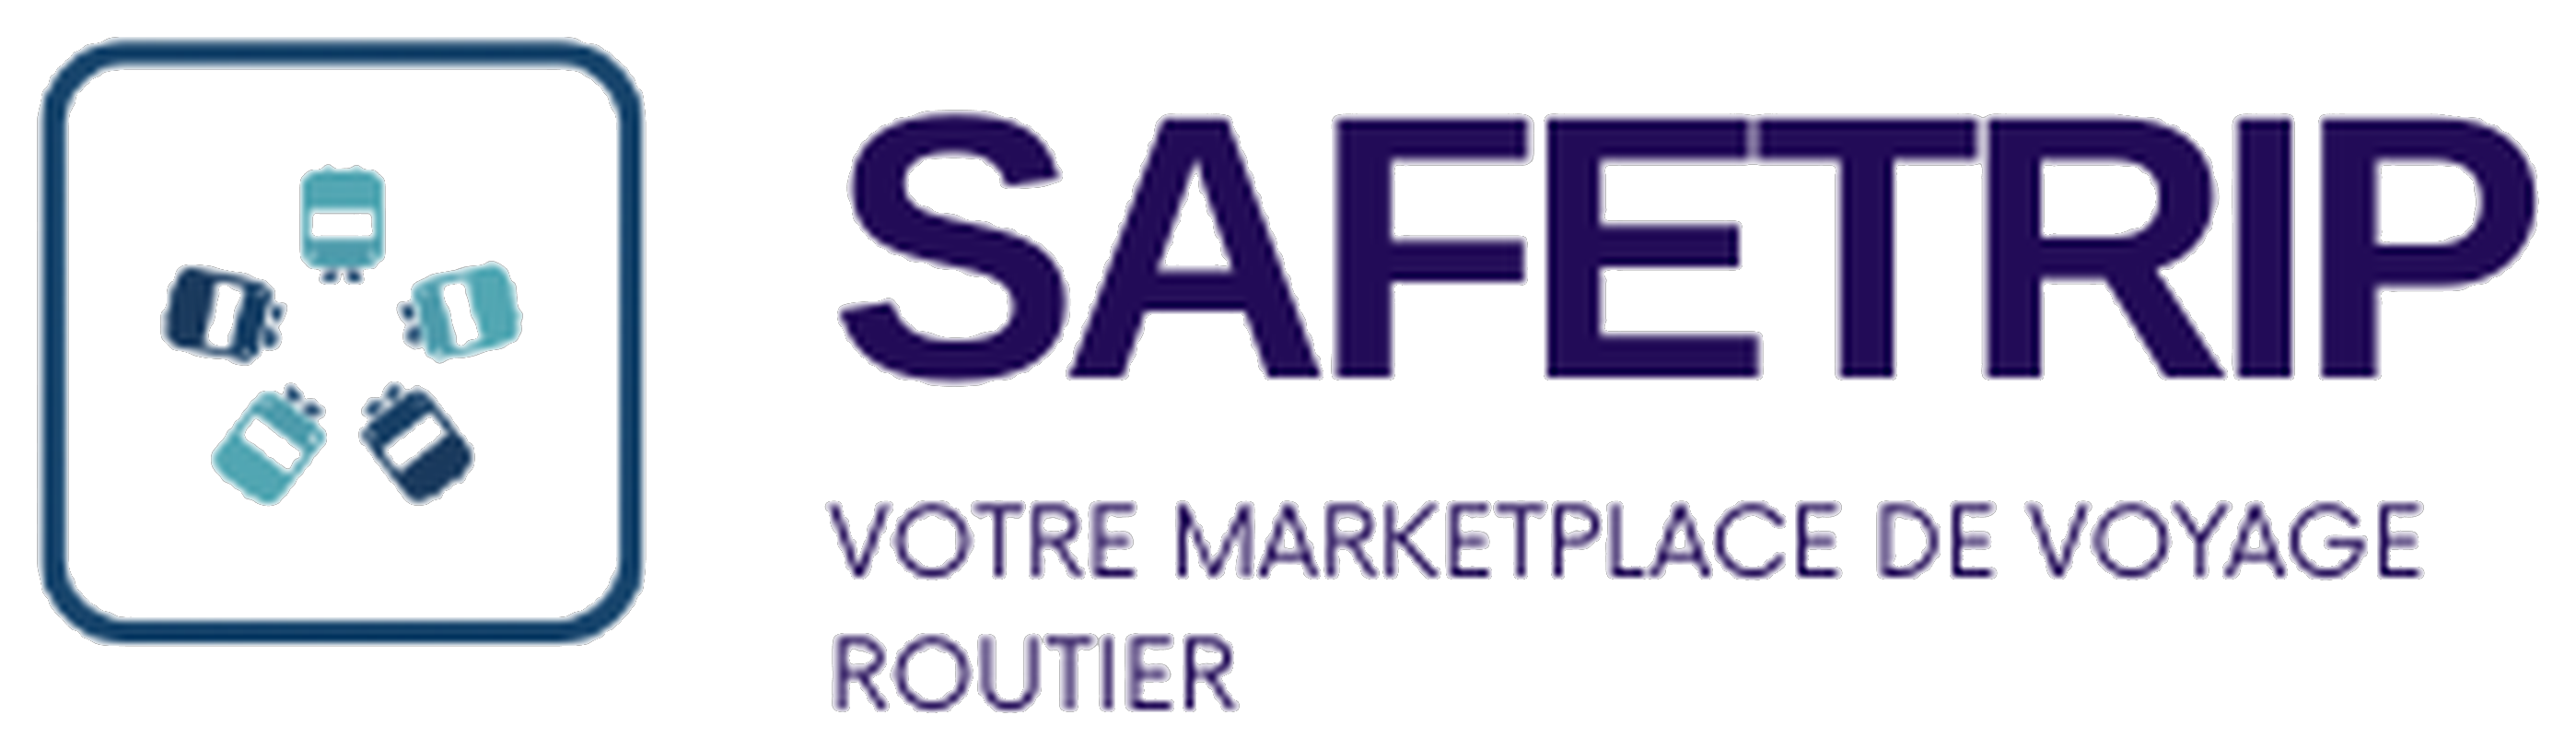 SAFETRIP
VOTRE MARKETPLACE DE VOYAGE
ROUTIER